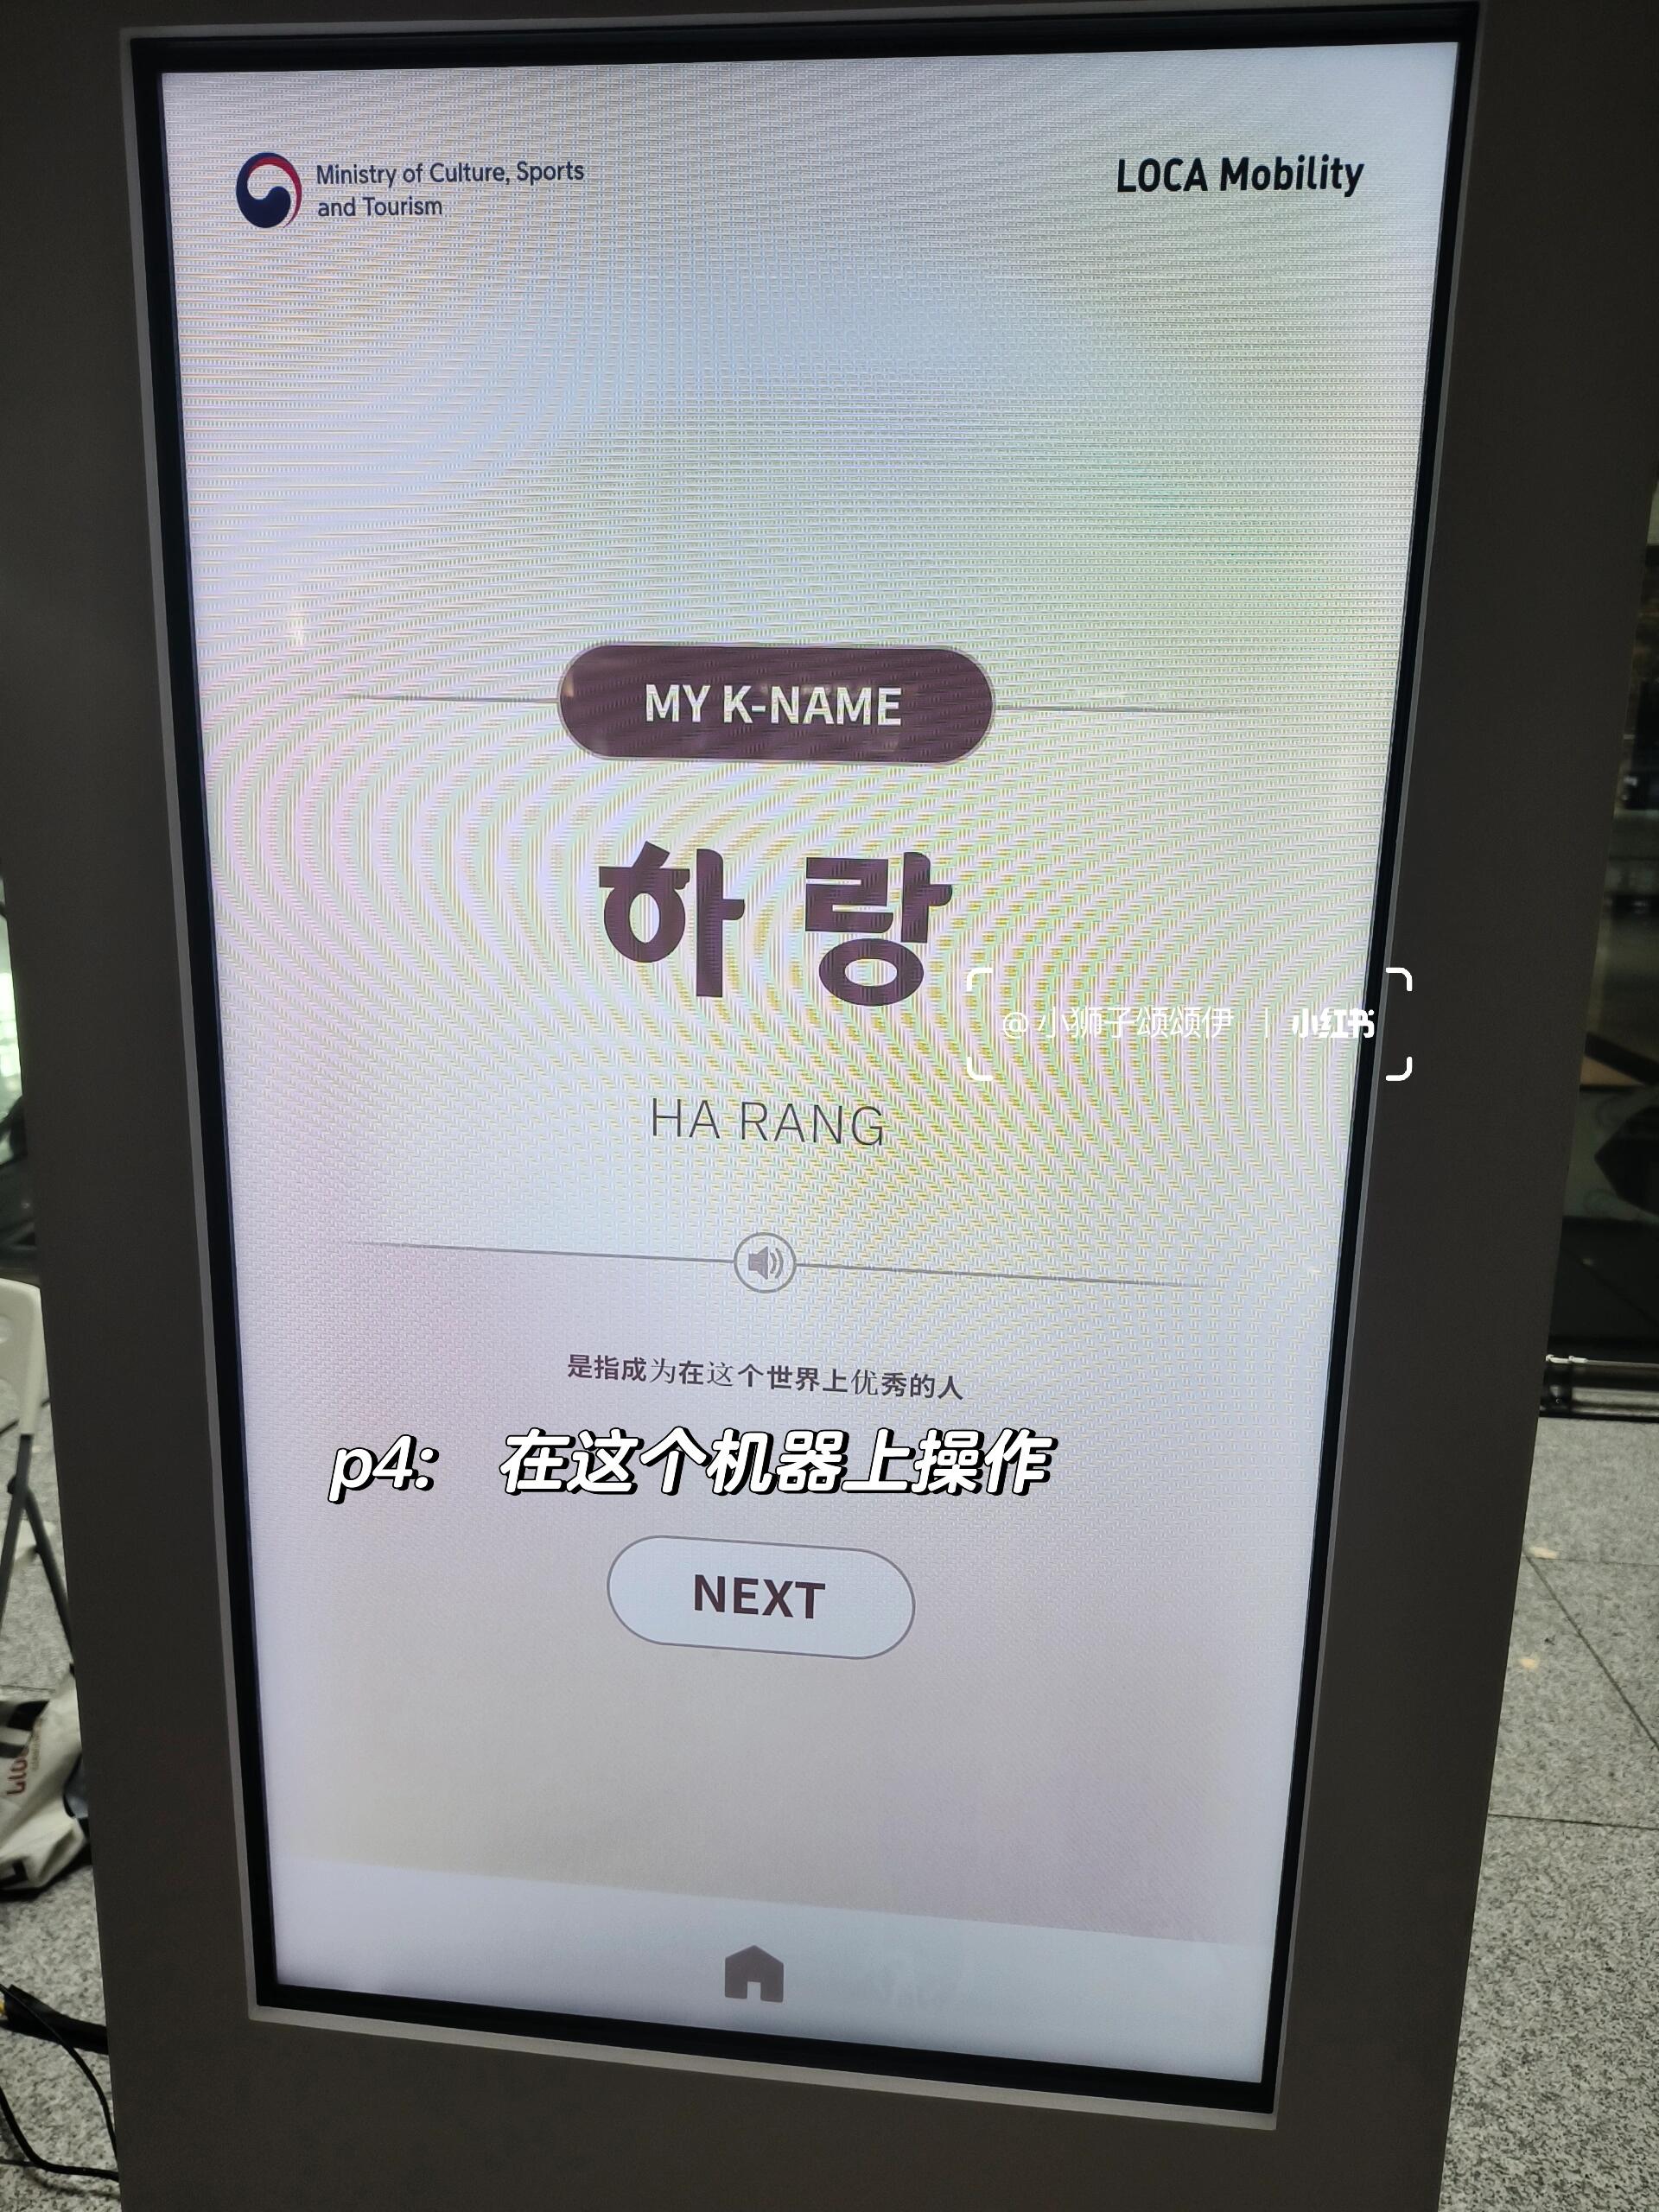 Ministry of Culture, Sports
and Tourism
LOCA Mobility
MY K-NAME
하랑
@小狮子颂颂伊 | 小红书
HA RANG
是指成为在这个世界上优秀的人
p4: 在这个机器上操作
NEXT